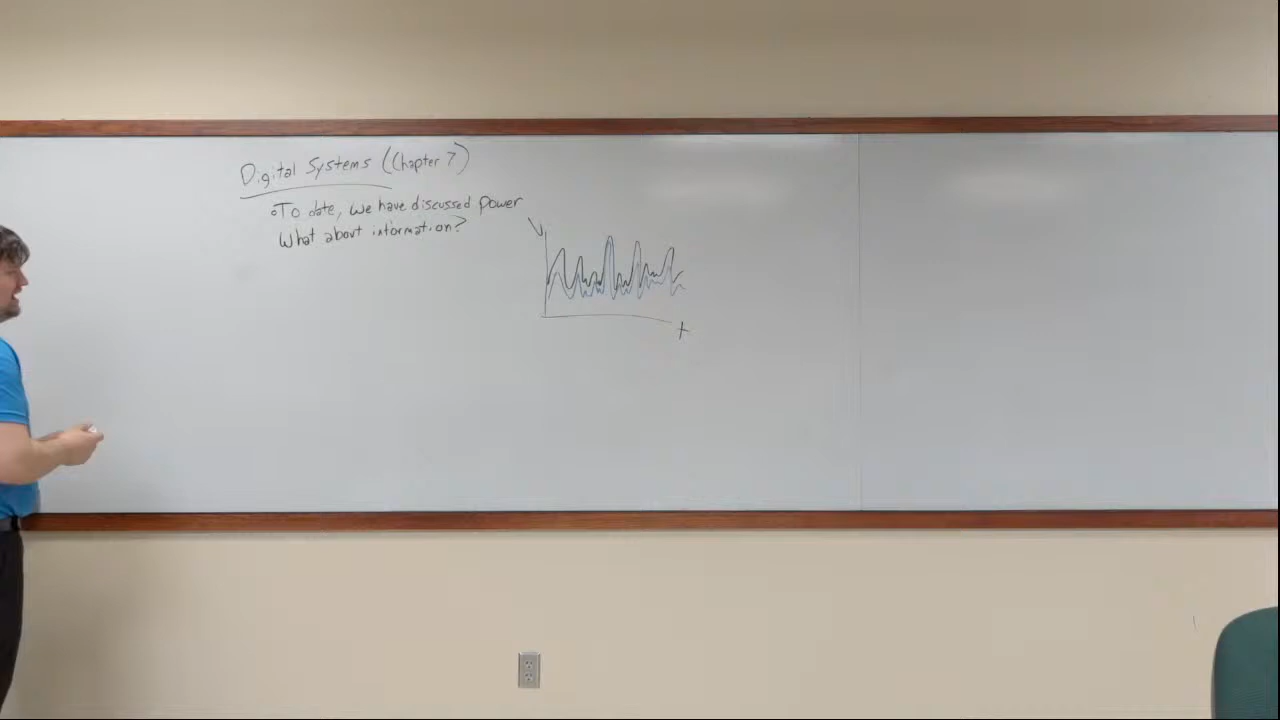 Digital Systems (Chapter 7)
∘To date, we have discussed power
What about information?
t